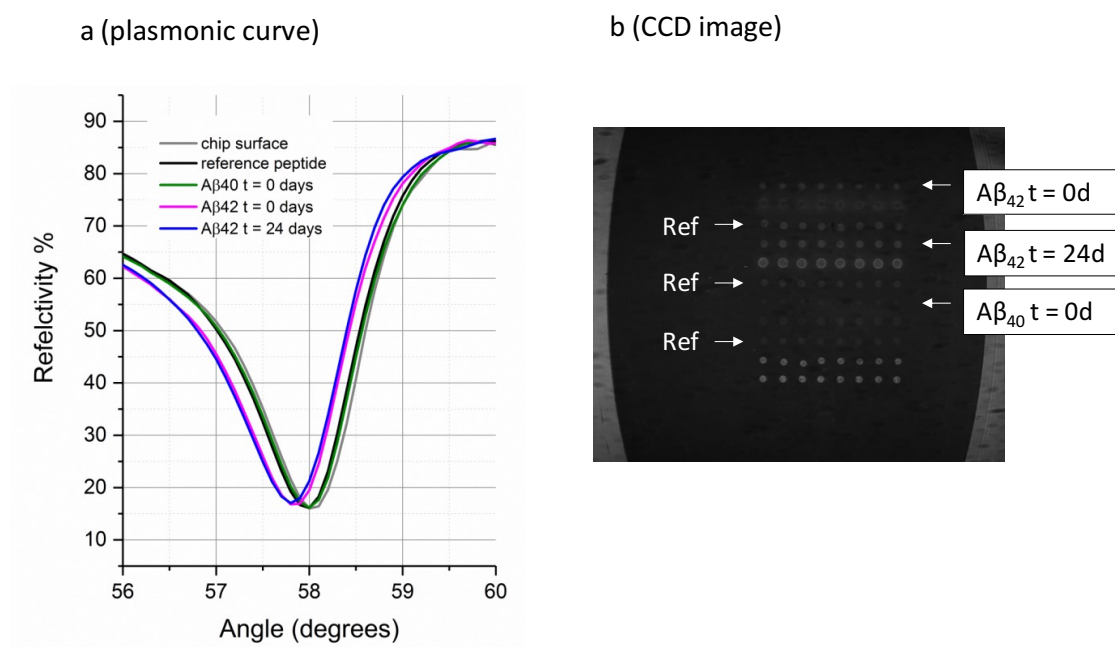 a (plasmonic curve)
b (CCD image)
90
80
70
60
50
40
30
20
10
Refelctivity %
chip surface
reference peptide
Aβ40 t = 0 days
Aβ42 t = 0 days
Aβ42 t = 24 days
56
57
58
59
60
Angle (degrees)
Ref
Ref
Ref
Aβ₄₂ t = 0d
Aβ₄₂ t = 24d
Aβ₄₀ t = 0d